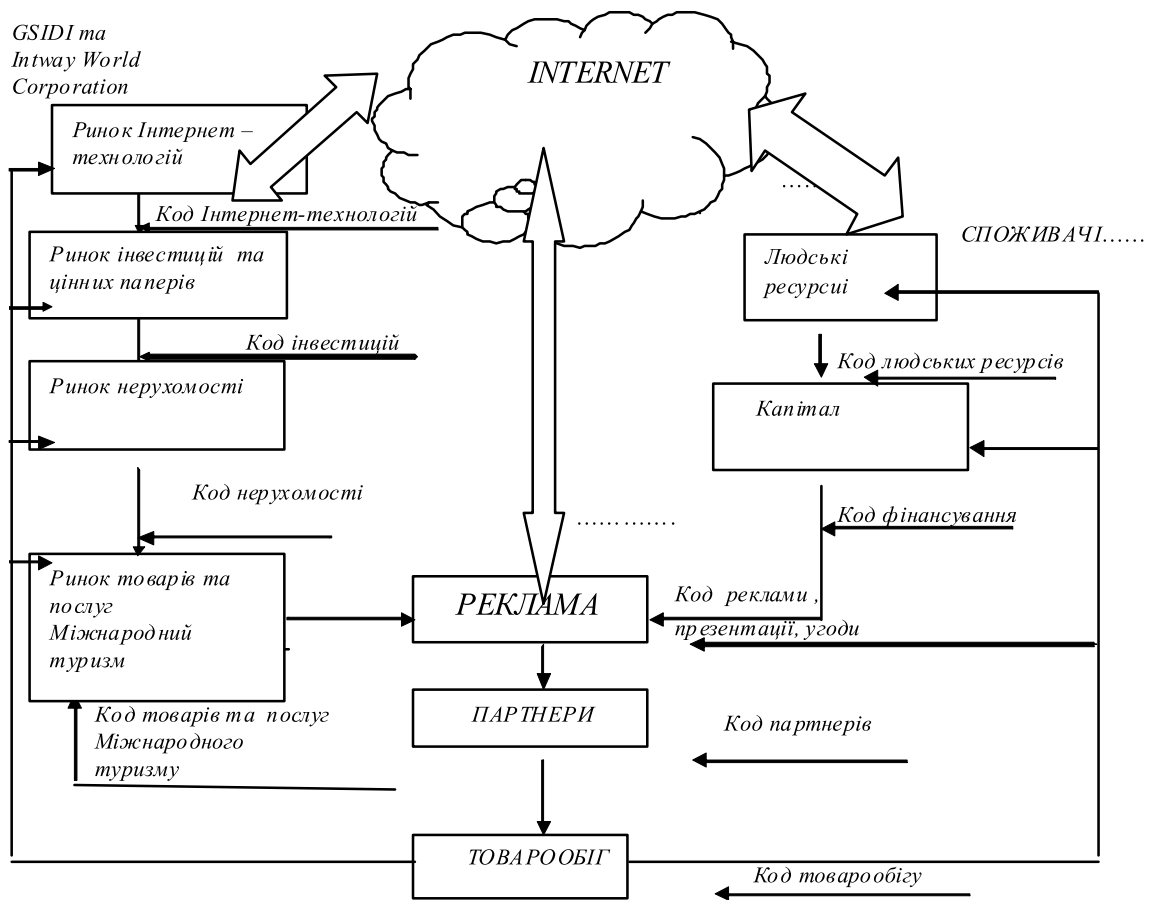 GSIDI та
Intway World
Corporation
INTERNET
Ринок Інтернет –
технологій
……
Код Інтернет-технологій
СПОЖИВАЧІ……
Ринок інвестицій та
цінних паперів
Людські
ресурсиі
Код інвестицій
Код людських ресурсів
Ринок нерухомості
Капітал
Код нерухомості
Код фінансування
………….
Ринок товарів та
послуг
Міжнародний
туризм
РЕКЛАМА
Код реклами ,
презентації, угоди
Код товарів та послуг
Міжнародного
туризму
ПАРТНЕРИ
Код партнерів
ТОВАРООБІГ
Код товарообігу